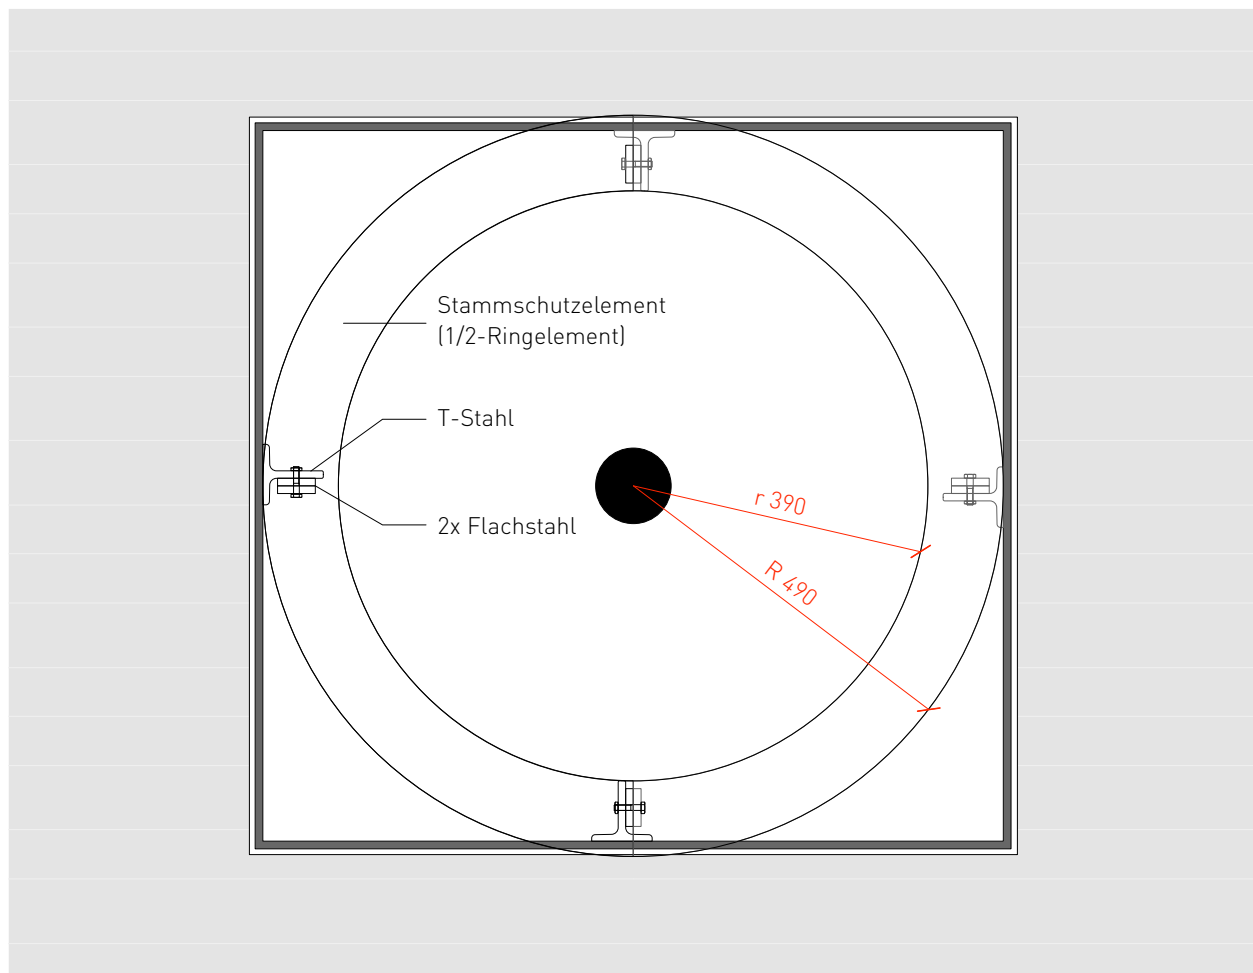 Stammschutzelement
(1/2-Ringelement)
T-Stahl
r 390
2x Flachstahl
R 490